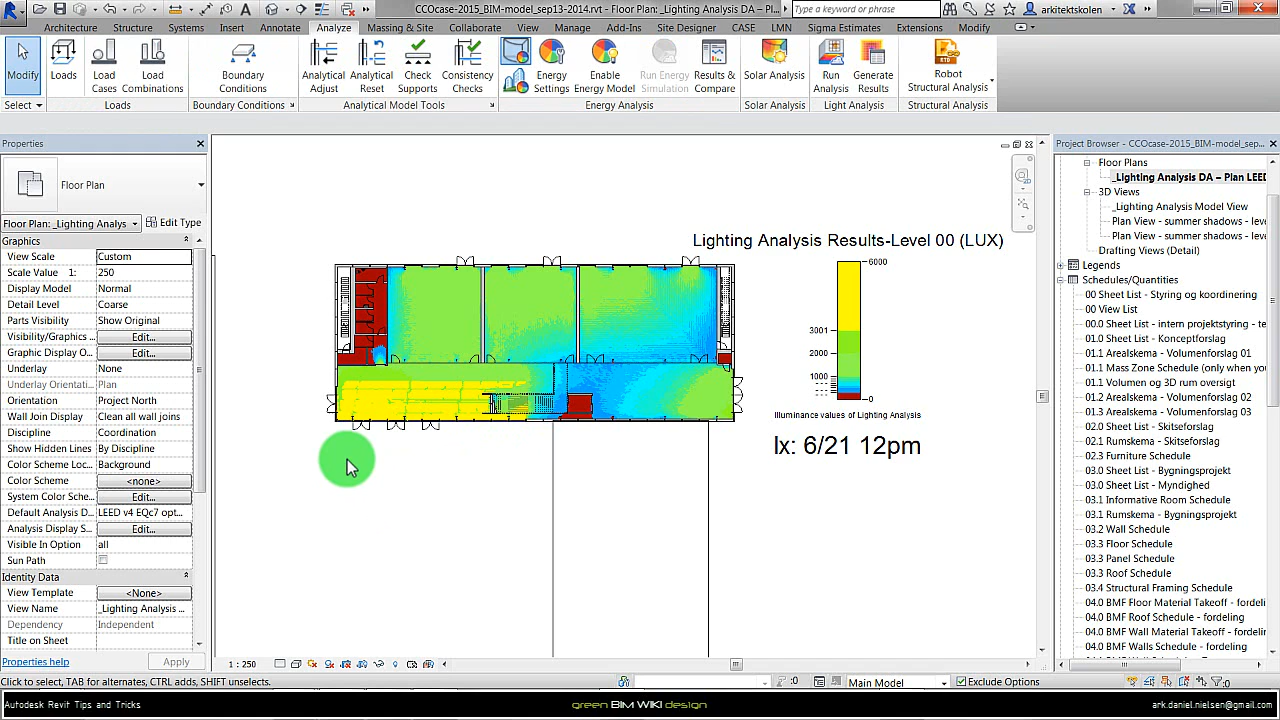 CCOcase-2015_BIM-model_sep13-2014.rvt - Floor Plan: _Lighting Analysis DA – Pl...
Type a keyword or phrase
arkitektskolen
Architecture Structure Systems Insert Annotate Analyze Massing & Site Collaborate View Manage Add-Ins Site Designer CASE LMN Sigma Estimates Extensions Modify
Modify
Loads
Load Cases
Load Combinations
Boundary Conditions
Analytical Adjust
Analytical Reset
Check Supports
Consistency Checks
Energy Settings
Enable Energy Model
Run Energy Simulation
Results & Compare
Solar Analysis
Run Analysis
Generate Results
Robot Structural Analysis
Select
Loads
Boundary Conditions
Analytical Model Tools
Energy Analysis
Solar Analysis
Light Analysis
Structural Analysis
Properties
Floor Plan
Floor Plan: _Lighting Analys
Edit Type
Graphics
View Scale Custom
Scale Value 1: 250
Display Model Normal
Detail Level Coarse
Parts Visibility Show Original
Visibility/Graphics ... Edit...
Graphic Display O... Edit...
Underlay None
Underlay Orientati... Plan
Orientation Project North
Wall Join Display Clean all wall joins
Discipline Coordination
Show Hidden Lines By Discipline
Color Scheme Loc... Background
Color Scheme <none>
System Color Sche... Edit...
Default Analysis D... LEED v4 EQc7 opt...
Analysis Display S... Edit...
Visible In Option all
Sun Path
Identity Data
View Template <None>
View Name _Lighting Analysis ...
Dependency Independent
Title on Sheet
Properties help
Apply
Lighting Analysis Results-Level 00 (LUX)
6000
3001
2000
1000
0
Illuminance values of Lighting Analysis
lx: 6/21 12pm
Project Browser - CCOcase-2015_BIM-model_sep...
Floor Plans
_Lighting Analysis DA – Plan LEED
3D Views
_Lighting Analysis Model View
Plan View - summer shadows - leve
Plan View - summer shadows - leve
Drafting Views (Detail)
Legends
Schedules/Quantities
00 Sheet List - Styring og koordinering
00 View List
00.0 Sheet List - intern projektstyring - te
01.0 Sheet List - Konceptforslag
01.1 Arealskema - Volumenforslag 01
01.1 Mass Zone Schedule (only when yo
01.1 Volumen og 3D rum oversigt
01.2 Arealskema - Volumenforslag 02
01.2 Arealskema - Volumenforslag 03
02.0 Sheet List - Skitseforslag
02.1 Rumskema - Skitseforslag
02.3 Furniture Schedule
03.0 Sheet List - Bygningsprojekt
03.0 Sheet List - Myndighed
03.1 Informative Room Schedule
03.1 Rumskema - Bygningsprojekt
03.2 Wall Schedule
03.3 Floor Schedule
03.3 Panel Schedule
03.3 Roof Schedule
03.4 Structural Framing Schedule
04.0 BMF Floor Material Takeoff - fordelin
04.0 BMF Roof Schedule - fordeling
04.0 BMF Wall Material Takeoff - fordelin
04.0 BMF Wall Schedule - fordeling
1 : 250
Click to select, TAB for alternates, CTRL adds, SHIFT unselects.
:0
Main Model
Exclude Options
:0
Autodesk Revit Tips and Tricks
green BIM WIKI design
ark.daniel.nielsen@gmail.com